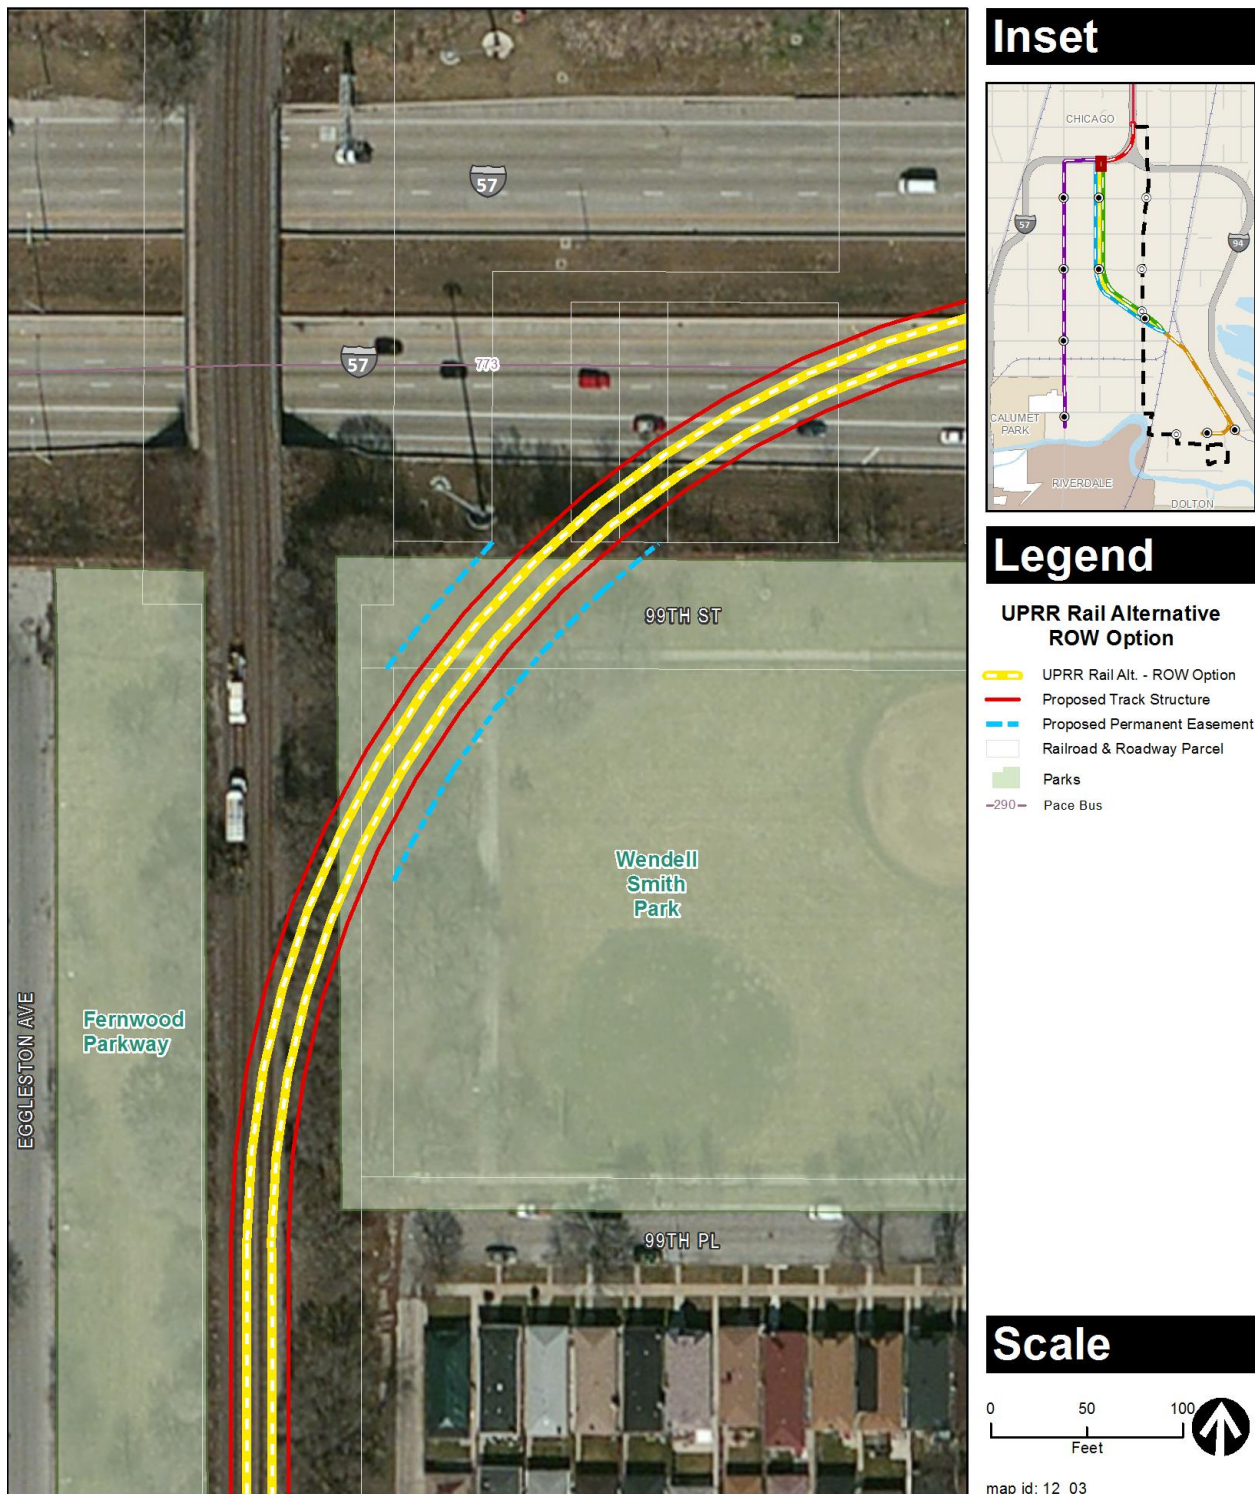 57
57
773
99TH ST
Wendell
Smith
Park
Fernwood
Parkway
EGGLESTON AVE
99TH PL
Inset
CHICAGO
57
94
CALUMET
PARK
RIVERDALE
DOLTON
Legend
UPRR Rail Alternative
ROW Option
UPRR Rail Alt. - ROW Option
Proposed Track Structure
Proposed Permanent Easement
Railroad & Roadway Parcel
Parks
290 Pace Bus
Scale
0 50 100
Feet
map id: 12_03